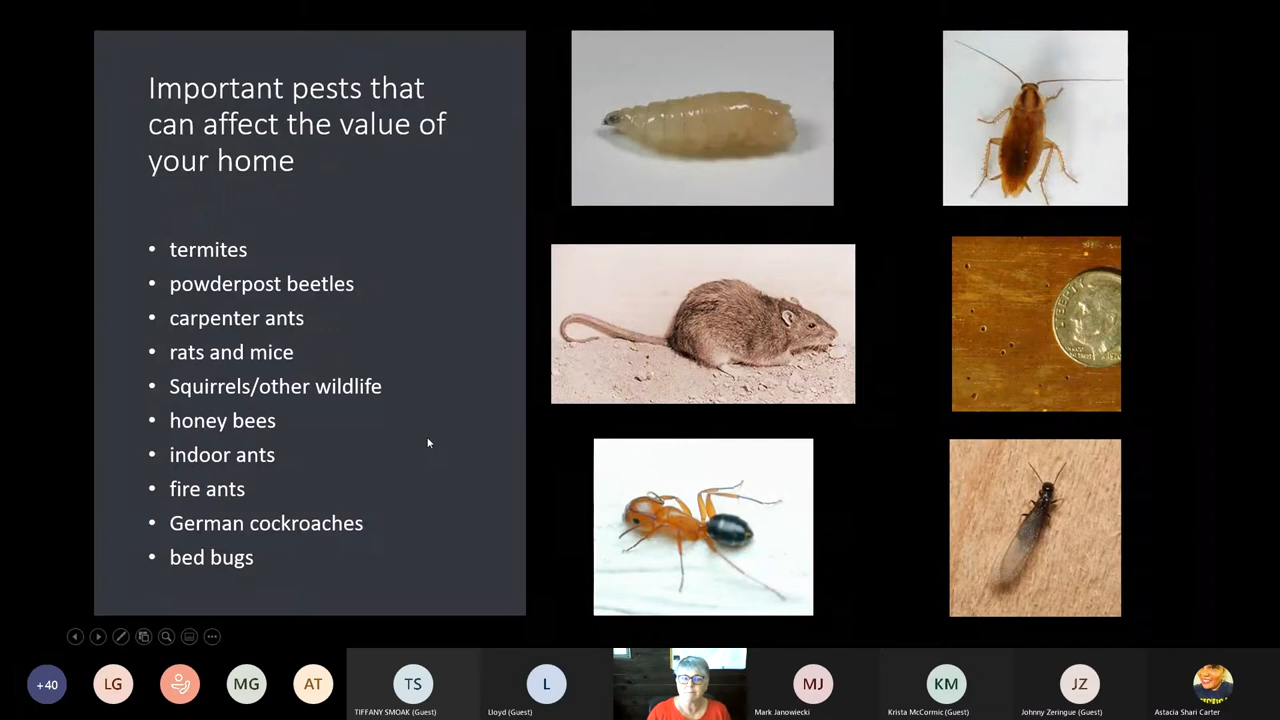 Important pests that
can affect the value of
your home
• termites
• powderpost beetles
• carpenter ants
• rats and mice
• Squirrels/other wildlife
• honey bees
• indoor ants
• fire ants
• German cockroaches
• bed bugs
LIBERTY
+40
LG
MG
AT
TS
L
MJ
KM
JZ
TIFFANY SMOAK (Guest)
Lloyd (Guest)
Mark Janowiecki
Krista McCormic (Guest)
Johnny Zeringue (Guest)
Astacia Shari Carter